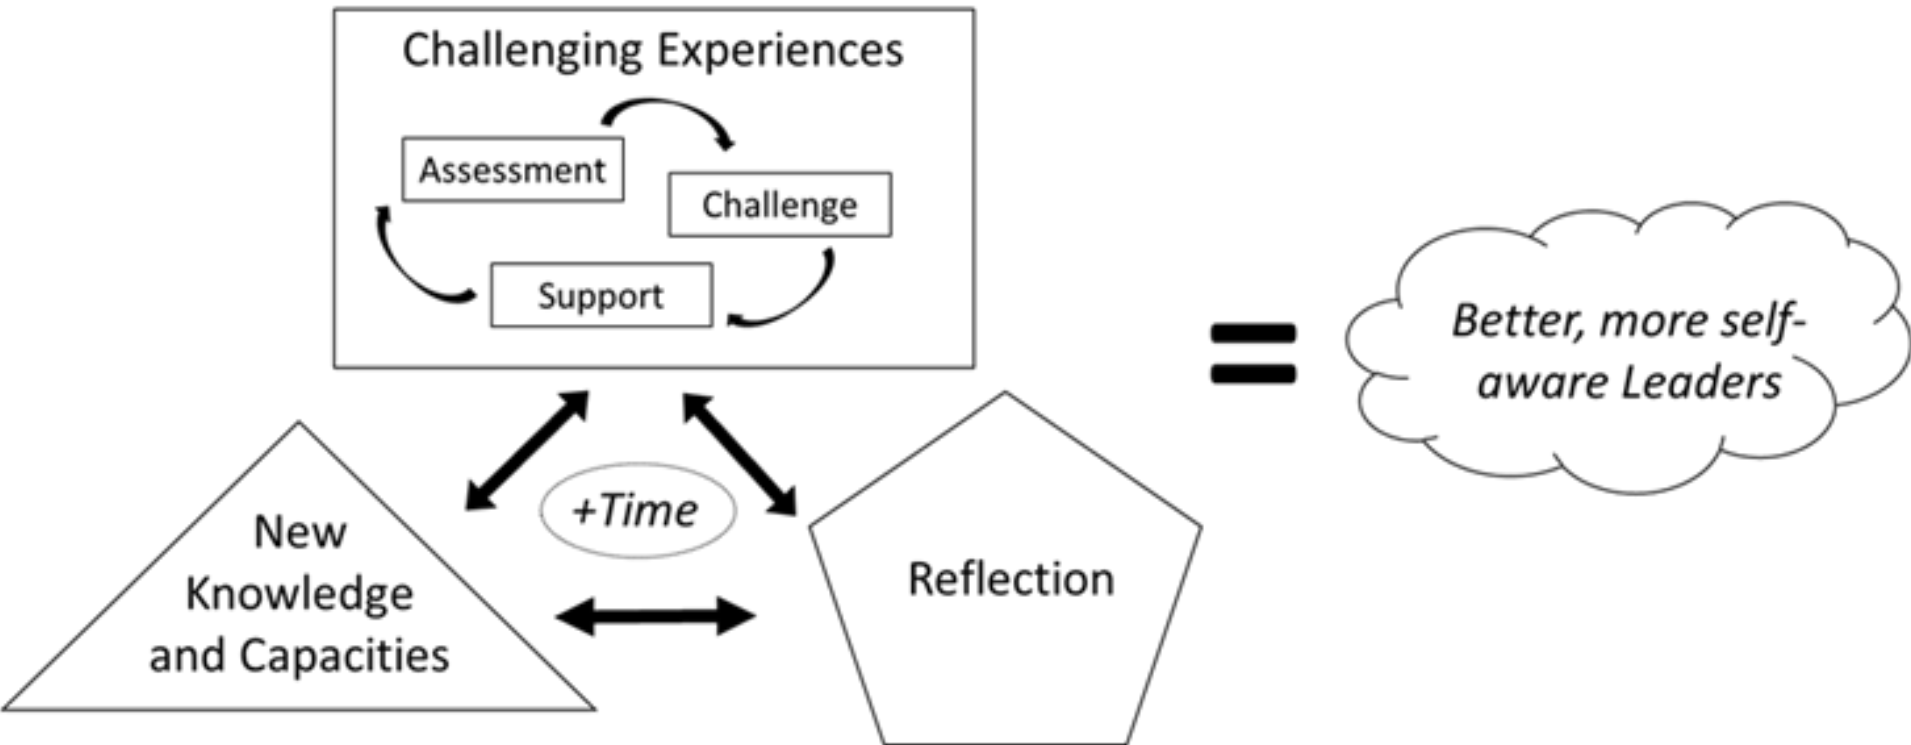 Challenging Experiences
Assessment
Challenge
Support
+Time
New
Knowledge
and Capacities
Reflection
=
Better, more self-
aware Leaders